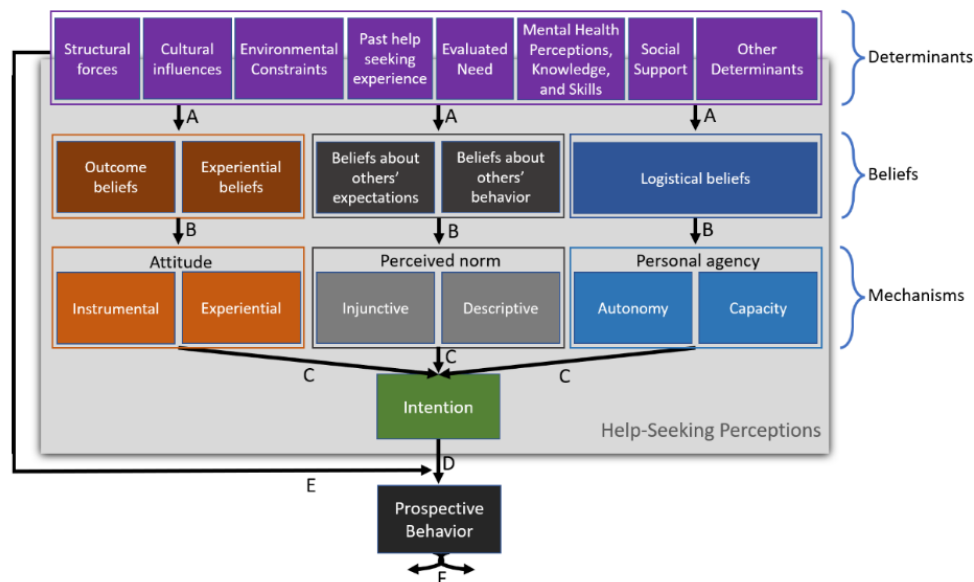 Structural
forces
Cultural
influences
Environmental
Constraints
Past help
seeking
experience
Evaluated
Need
Mental Health
Perceptions,
Knowledge,
and Skills
Social
Support
Other
Determinants
Determinants
A
A
A
Outcome
beliefs
Experiential
beliefs
Beliefs about
others’
expectations
Beliefs about
others’
behavior
Logistical beliefs
Beliefs
B
B
B
Attitude
Instrumental
Experiential
Perceived norm
Injunctive
Descriptive
Personal agency
Autonomy
Capacity
Mechanisms
C
C
C
Intention
Help-Seeking Perceptions
D
E
Prospective
Behavior
F